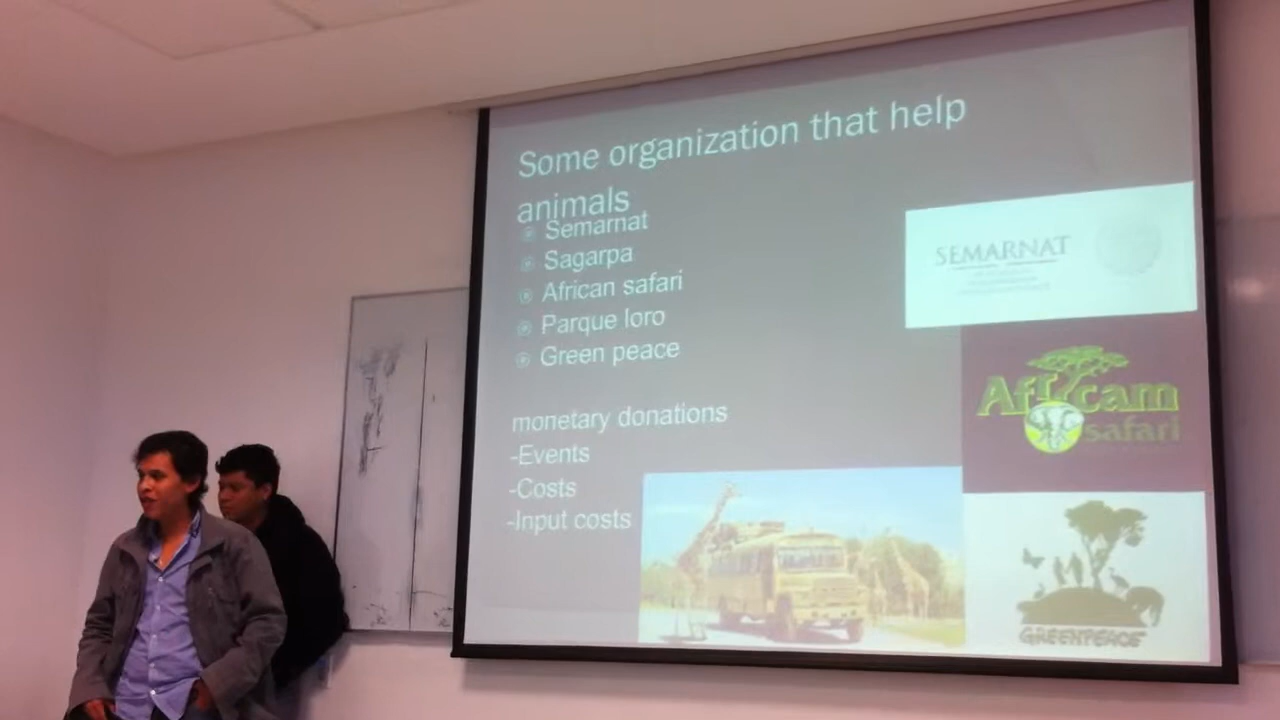 Some organization that help
animals
Semarnat
Sagarpa
African safari
Parque loro
Green peace
monetary donations
-Events
-Costs
-Input costs
SEMARNAT
Africam
safari
GREENPEACE